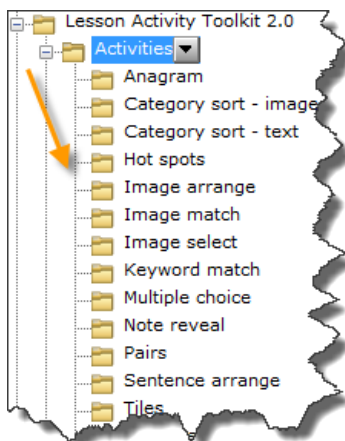 Lesson Activity Toolkit 2.0
Activities
Anagram
Category sort - image
Category sort - text
Hot spots
Image arrange
Image match
Image select
Keyword match
Multiple choice
Note reveal
Pairs
Sentence arrange
Tiles